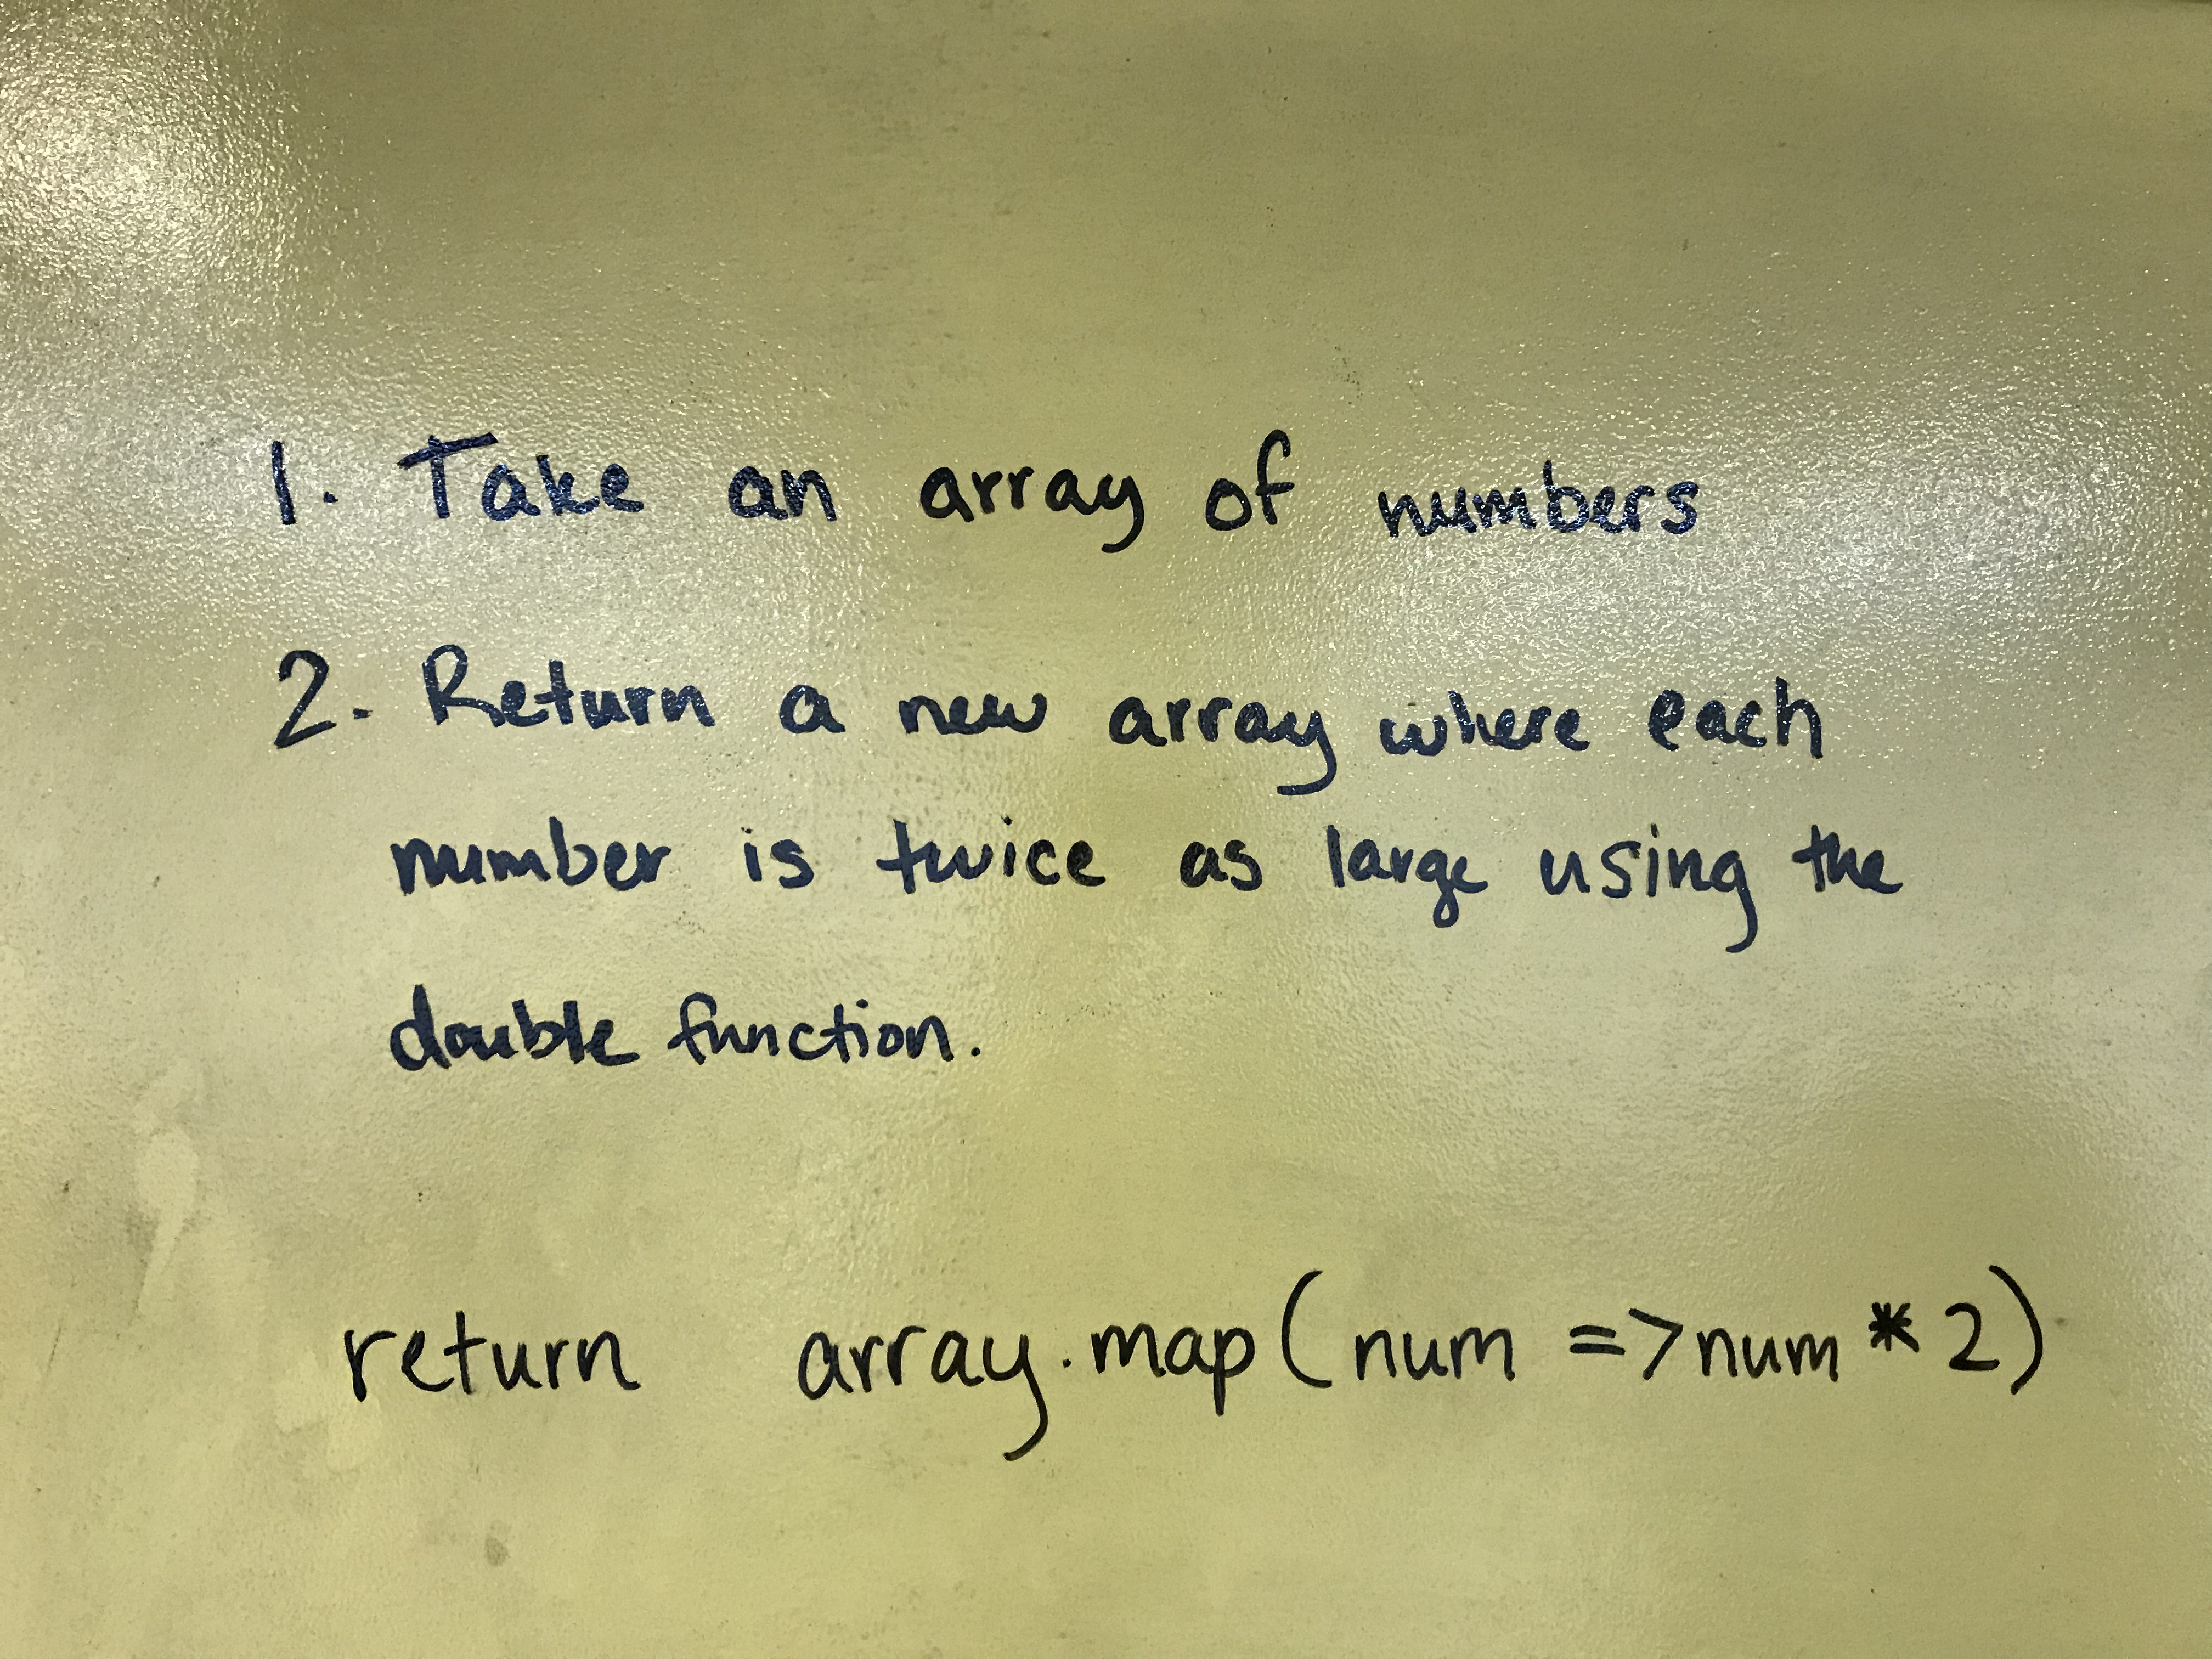 1. Take an array of numbers
2. Return a new array where each
number is twice as large using the
double function.
return array.map(num =>num*2)